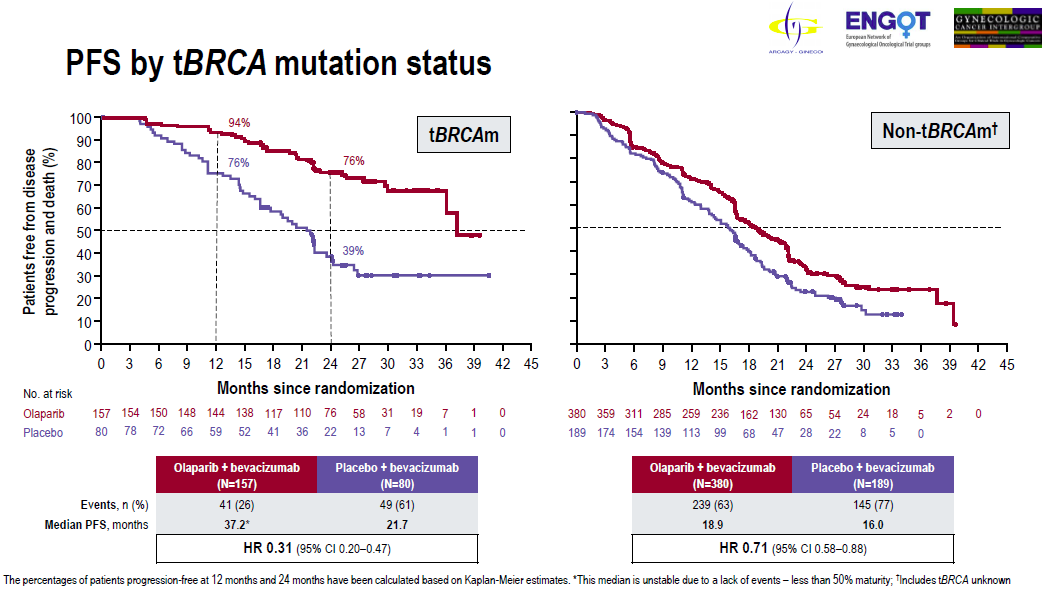 ARCAGY - GINECO
ENGOT
European Network of
Gynaecological Oncological Trial groups
GYNECOLOGIC
CANCER INTERGROUP
PFS by tBRCA mutation status
Patients free from disease
progression and death (%)
100
90
80
70
60
50
40
30
20
10
0
94%
76%
76%
39%
tBRCAm
0 3 6 9 12 15 18 21 24 27 30 33 36 39 42 45
Months since randomization
Non-tBRCAm†
0 3 6 9 12 15 18 21 24 27 30 33 36 39 42 45
Months since randomization
No. at risk
Olaparib 157 154 150 148 144 138 117 110 76 58 31 19 7 1 0
Placebo 80 78 72 66 59 52 41 36 22 13 7 4 1 1 0
380 359 311 285 259 236 162 130 65 54 24 18 5 2 0
189 174 154 139 113 99 68 47 28 22 8 5 0
Olaparib + bevacizumab (N=157) Placebo + bevacizumab (N=80)
Events, n (%) 41 (26) 49 (61)
Median PFS, months 37.2* 21.7
HR 0.31 (95% CI 0.20–0.47)
Olaparib + bevacizumab (N=380) Placebo + bevacizumab (N=189)
239 (63) 145 (77)
18.9 16.0
HR 0.71 (95% CI 0.58–0.88)
The percentages of patients progression-free at 12 months and 24 months have been calculated based on Kaplan-Meier estimates. *This median is unstable due to a lack of events – less than 50% maturity; †Includes tBRCA unknown